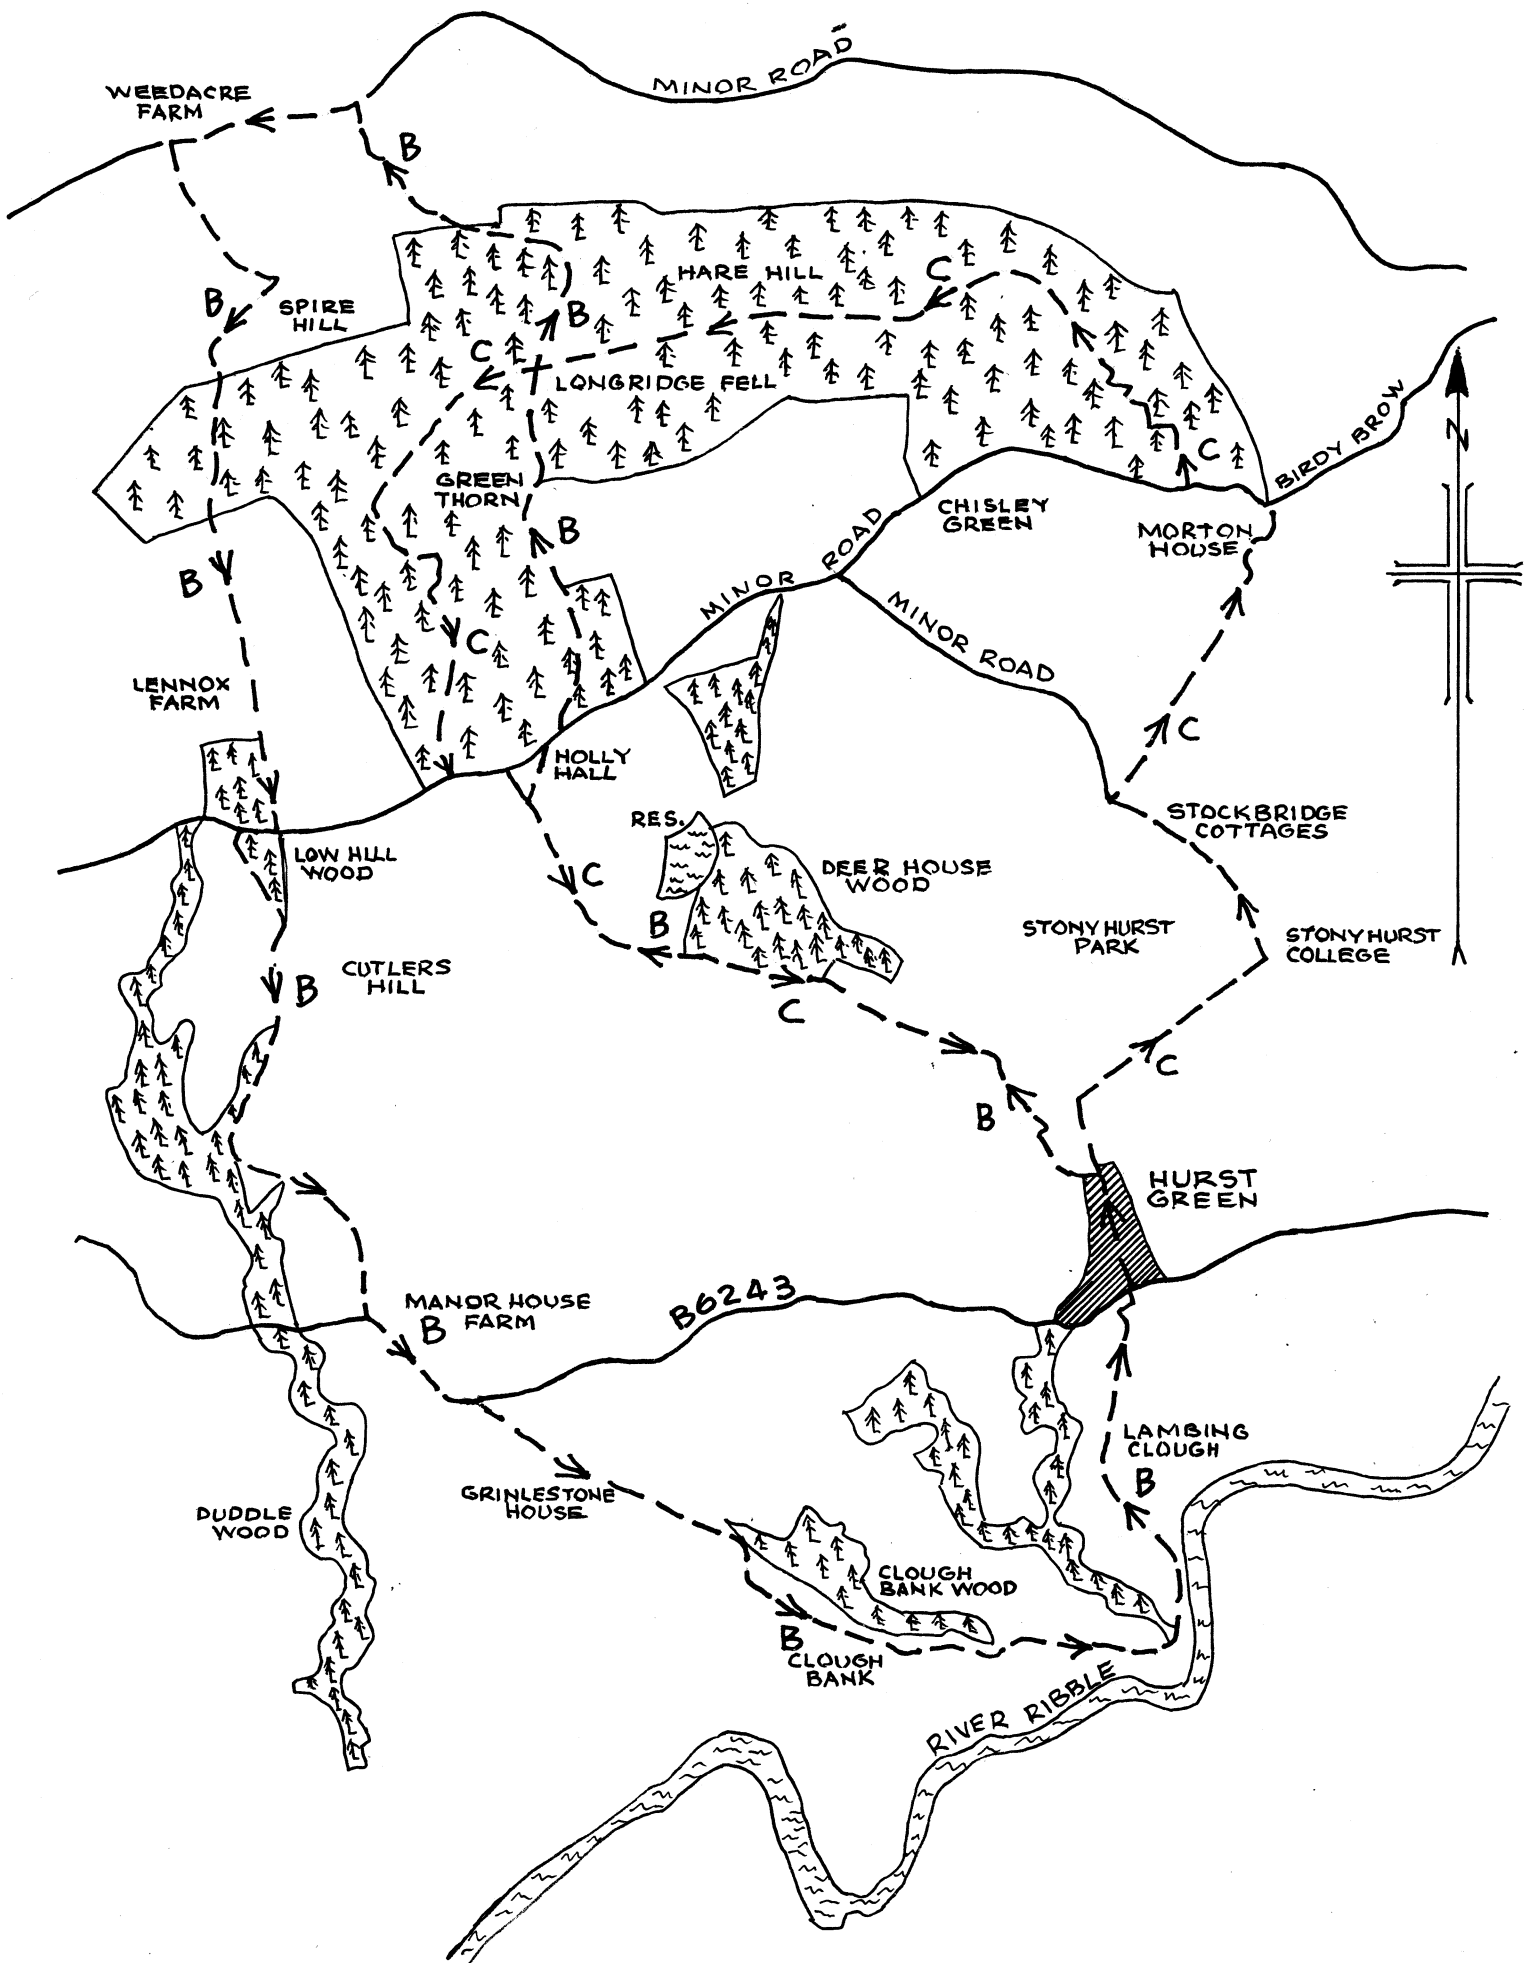 MINOR ROAD
WEEDACRE
FARM
B
HARE HILL
C
B
SPIRE
HILL
B
C
LONGRIDGE FELL
BIRDY BROW
C
N
GREEN
THORN
CHISLEY
GREEN
MORTON
HOUSE
B
MINOR ROAD
B
MINOR ROAD
C
LENNOX
FARM
C
HOLLY
HALL
STOCKBRIDGE
COTTAGES
RES.
LOW HILL
WOOD
DEER HOUSE
WOOD
C
B
STONYHURST
PARK
STONYHURST
COLLEGE
CUTLERS
HILL
B
C
C
B
HURST
GREEN
MANOR HOUSE
FARM
B
B6243
LAMBING
CLOUGH
B
GRINLESTONE
HOUSE
DUDDLE
WOOD
CLOUGH
BANK WOOD
B
CLOUGH
BANK
RIVER RIBBLE